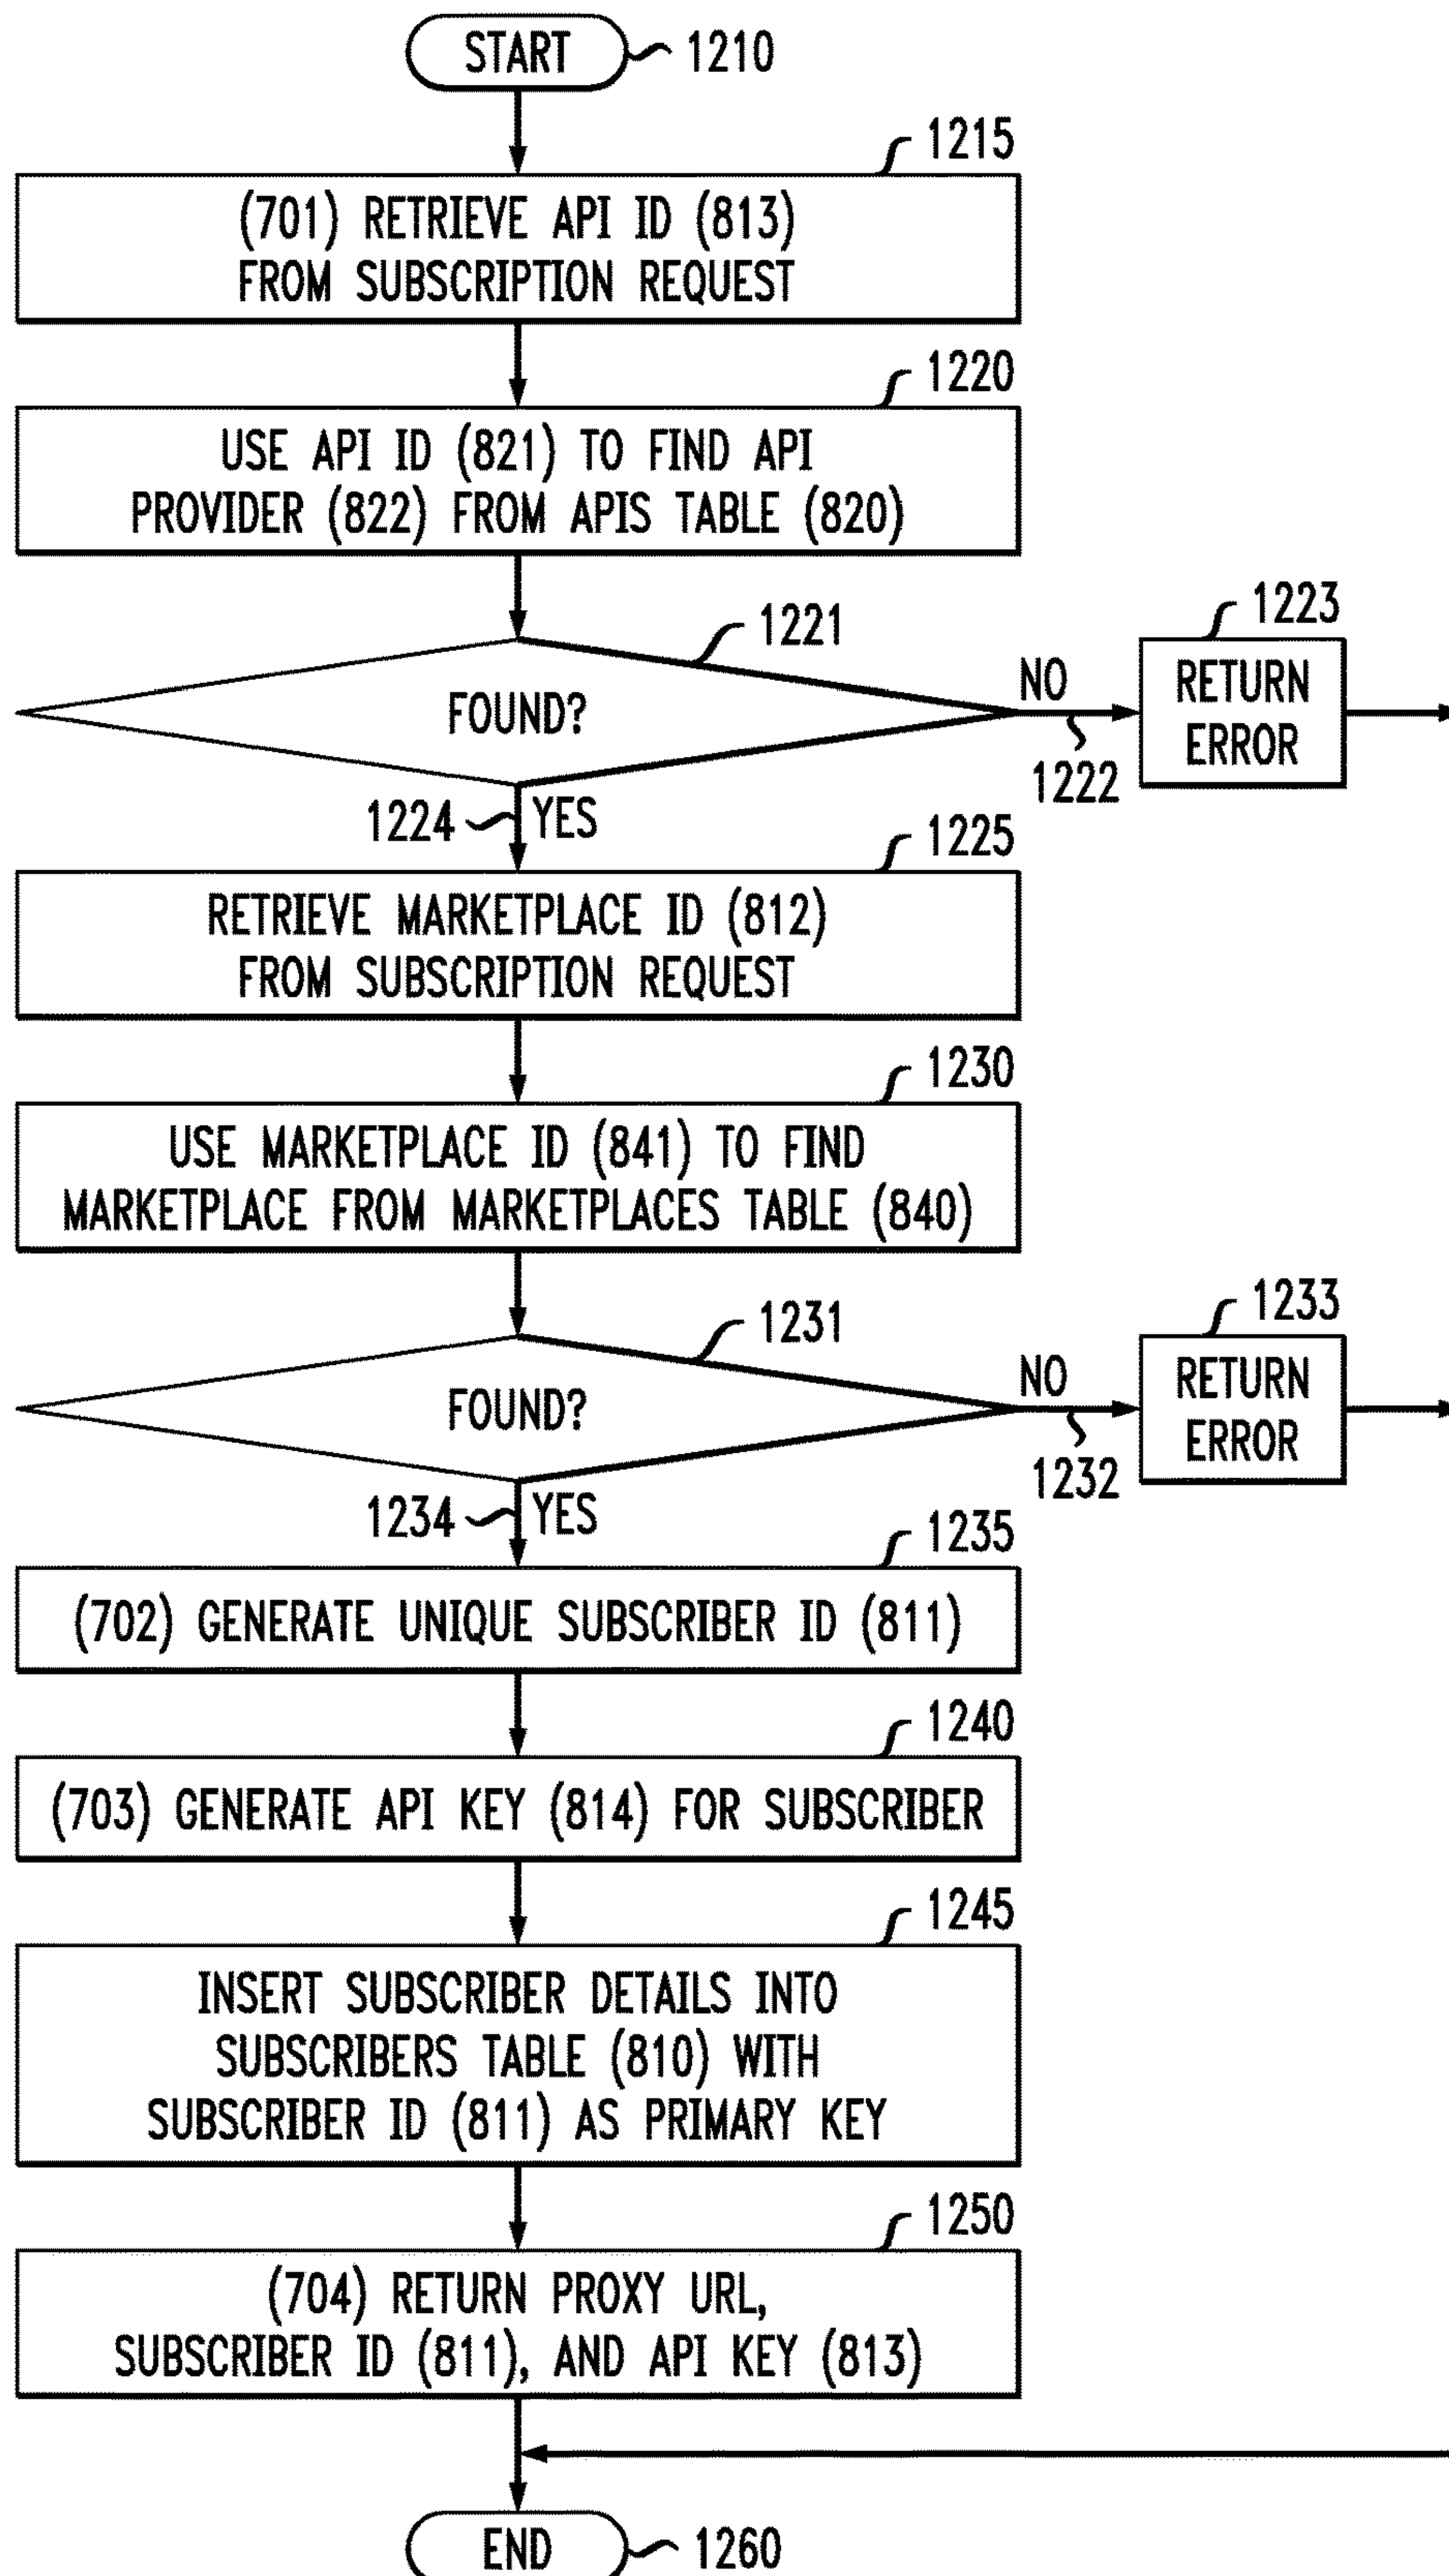 START
1210
1215
(701) RETRIEVE API ID (813)
FROM SUBSCRIPTION REQUEST
1220
USE API ID (821) TO FIND API
PROVIDER (822) FROM APIS TABLE (820)
1221
FOUND?
NO
1222
1223
RETURN
ERROR
1224
YES
1225
RETRIEVE MARKETPLACE ID (812)
FROM SUBSCRIPTION REQUEST
1230
USE MARKETPLACE ID (841) TO FIND
MARKETPLACE FROM MARKETPLACES TABLE (840)
1231
FOUND?
NO
1232
1233
RETURN
ERROR
1234
YES
1235
(702) GENERATE UNIQUE SUBSCRIBER ID (811)
1240
(703) GENERATE API KEY (814) FOR SUBSCRIBER
1245
INSERT SUBSCRIBER DETAILS INTO
SUBSCRIBERS TABLE (810) WITH
SUBSCRIBER ID (811) AS PRIMARY KEY
1250
(704) RETURN PROXY URL,
SUBSCRIBER ID (811), AND API KEY (813)
END
1260